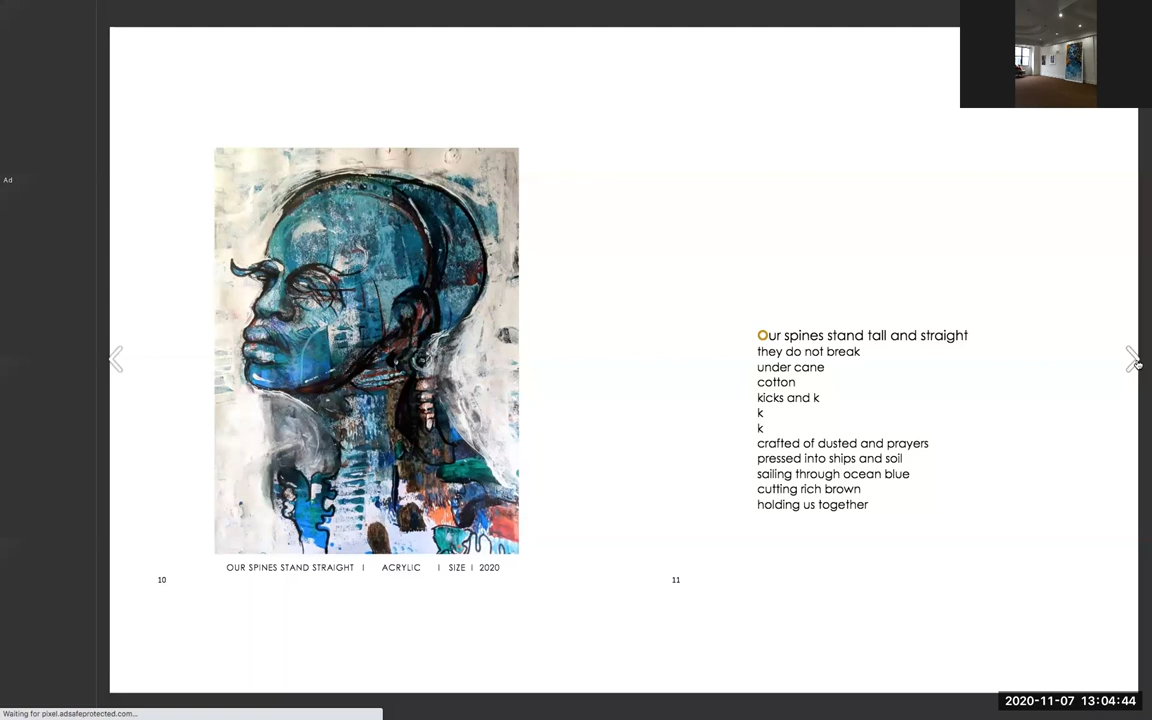 Ad
Our spines stand tall and straight
they do not break
under cane
cotton
kicks and k
k
k
crafted of dusted and prayers
pressed into ships and soil
sailing through ocean blue
cutting rich brown
holding us together
OUR SPINES STAND STRAIGHT | ACRYLIC | SIZE | 2020
10
11
2020-11-07 13:04:44
Waiting for pixel.adsafeprotected.com...